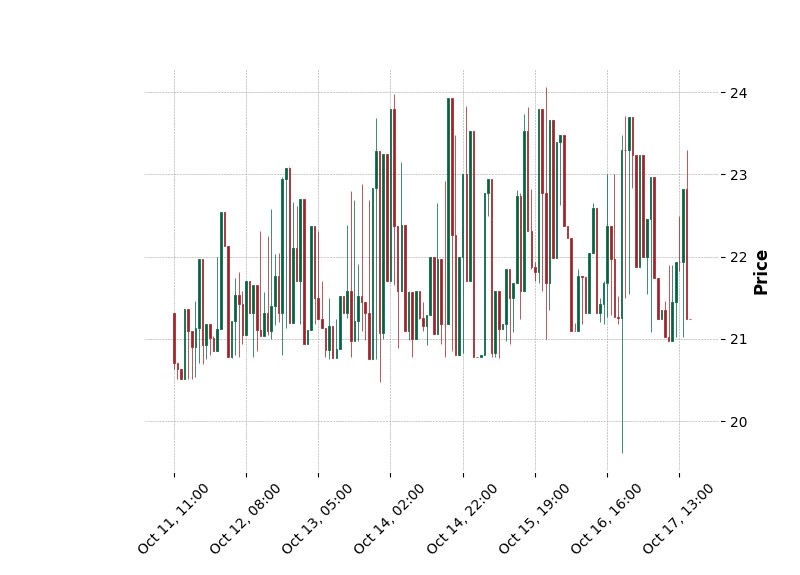 24
23
22
21
20
Price
Oct 11, 11:00
Oct 12, 08:00
Oct 13, 05:00
Oct 14, 02:00
Oct 14, 22:00
Oct 15, 19:00
Oct 16, 16:00
Oct 17, 13:00